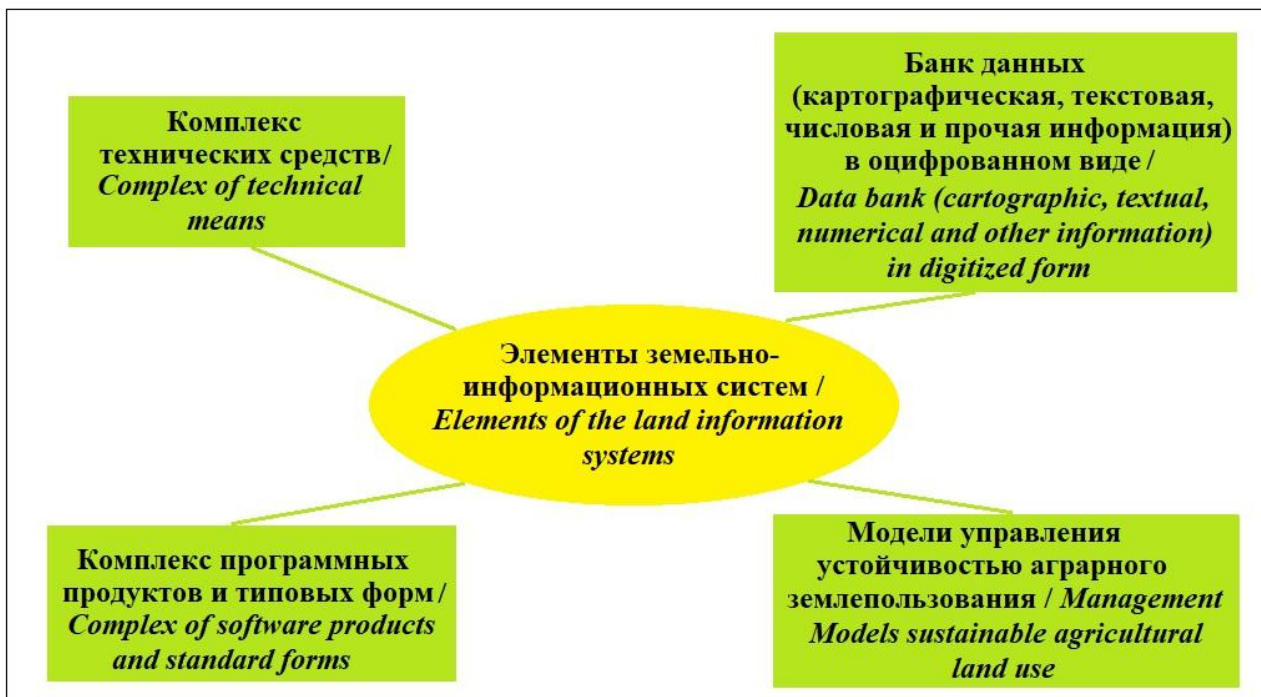 Комплекс
технических средств/
Complex of technical
means
Банк данных
(картографическая, текстовая,
числовая и прочая информация)
в оцифрованном виде /
Data bank (cartographic, textual,
numerical and other information)
in digitized form
Элементы земельно-
информационных систем /
Elements of the land information
systems
Комплекс программных
продуктов и типовых форм /
Complex of software products
and standard forms
Модели управления
устойчивостью аграрного
землепользования / Management
Models sustainable agricultural
land use